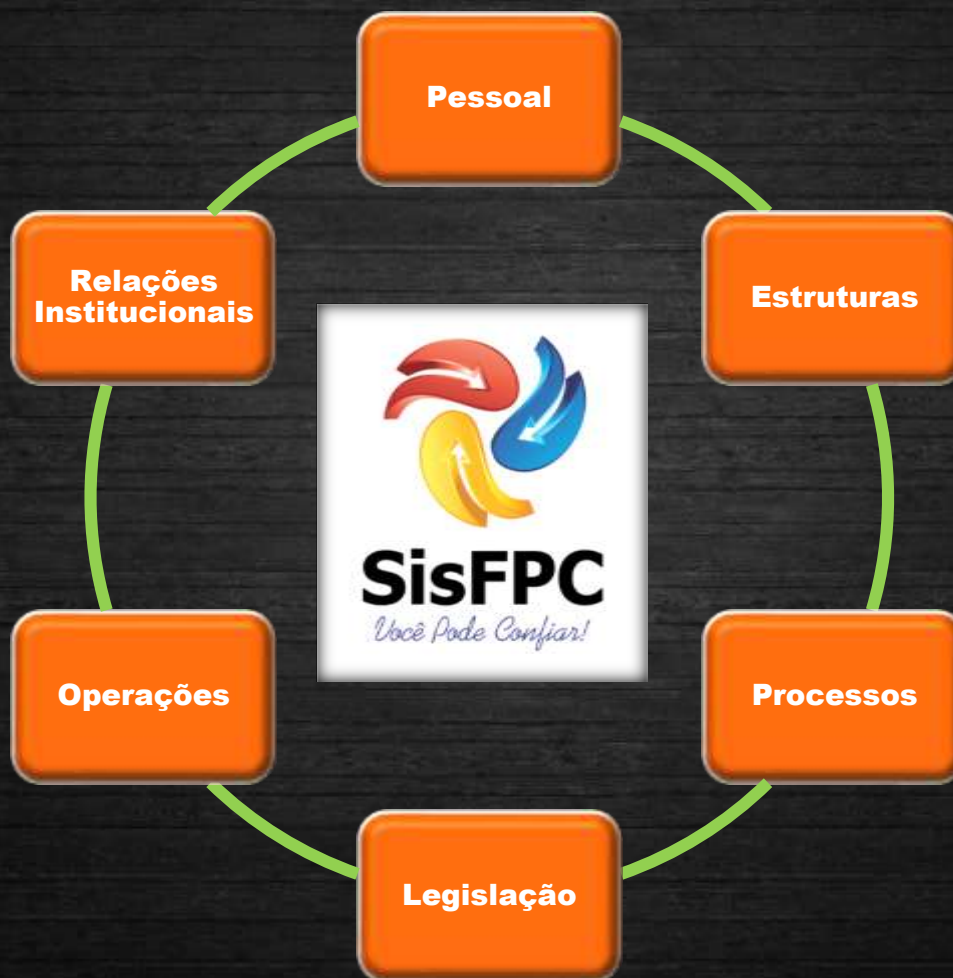 Pessoal
Relações
Institucionais
Estruturas
SisFPC
Você Pode Confiar!
Operações
Processos
Legislação